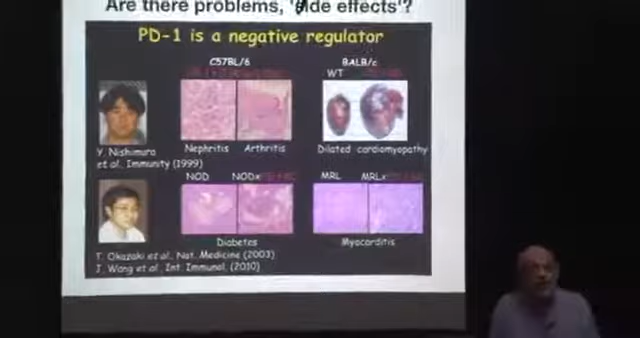 Are there problems, 'side effects'?
PD-1 is a negative regulator
C57BL/6
BALB/c
WT
Nephritis Arthritis
Dilated cardiomyopathy
Y. Nishimura
et al. Immunity (1999)
NOD NODx
MRL MRLx
Diabetes
Myocarditis
T. Okazaki et al. Nat. Medicine (2003)
J. Wang et al. Int. Immunol. (2010)